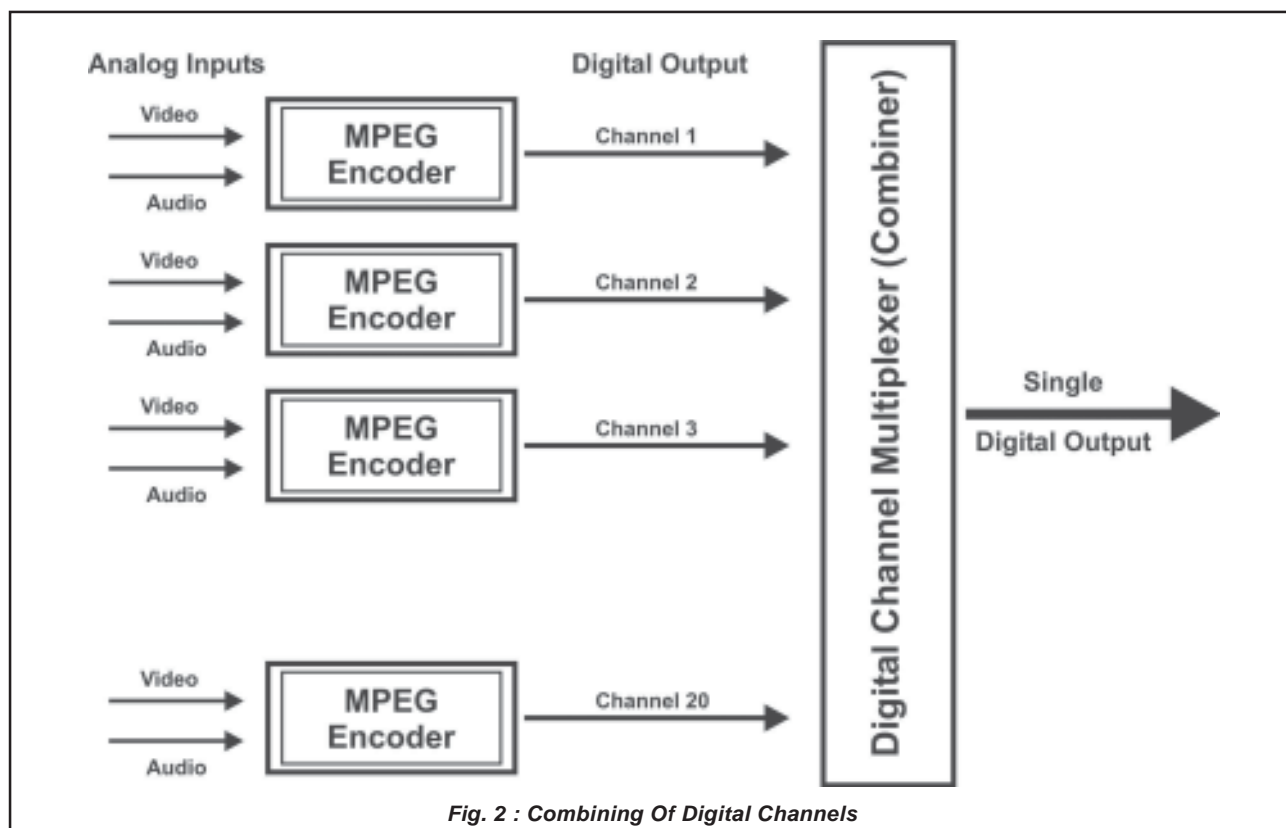 Analog Inputs
Digital Output
Video
Audio
MPEG
Encoder
Channel 1
Video
Audio
MPEG
Encoder
Channel 2
Video
Audio
MPEG
Encoder
Channel 3
Video
Audio
MPEG
Encoder
Channel 20
Digital Channel Multiplexer (Combiner)
Single
Digital Output
Fig. 2 : Combining Of Digital Channels